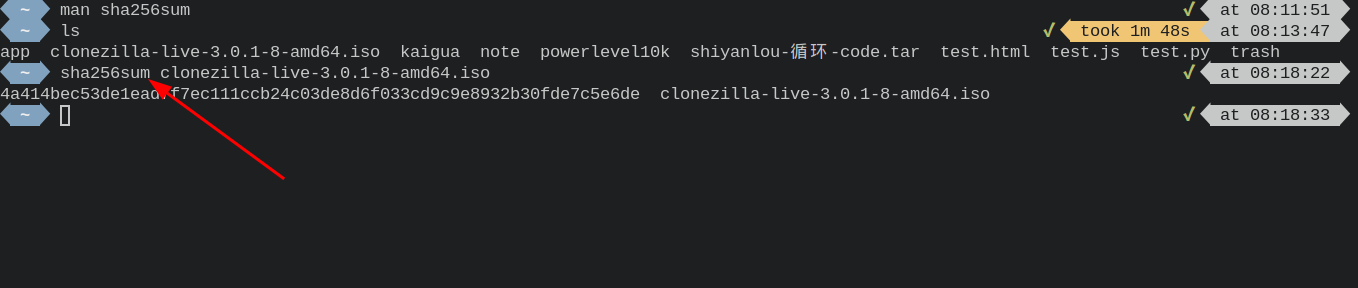 ~ man sha256sum ✓ at 08:11:51
~ ls ✓ took 1m 48s at 08:13:47
app clonezilla-live-3.0.1-8-amd64.iso kaigua note powerlevel10k shiyanlou-循环-code.tar test.html test.js test.py trash
~ sha256sum clonezilla-live-3.0.1-8-amd64.iso ✓ at 08:18:22
clonezilla-live-3.0.1-8-amd64.iso
~ ✓ at 08:18:33